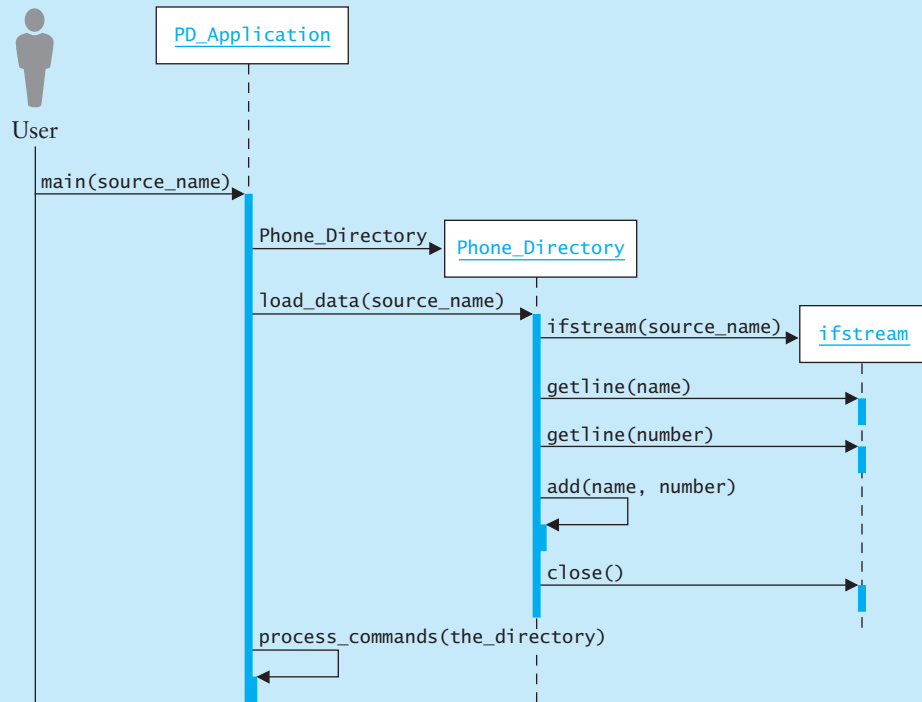 PD_Application
User
main(source_name)
Phone_Directory
Phone_Directory
load_data(source_name)
ifstream(source_name)
ifstream
getline(name)
getline(number)
add(name, number)
close()
process_commands(the_directory)